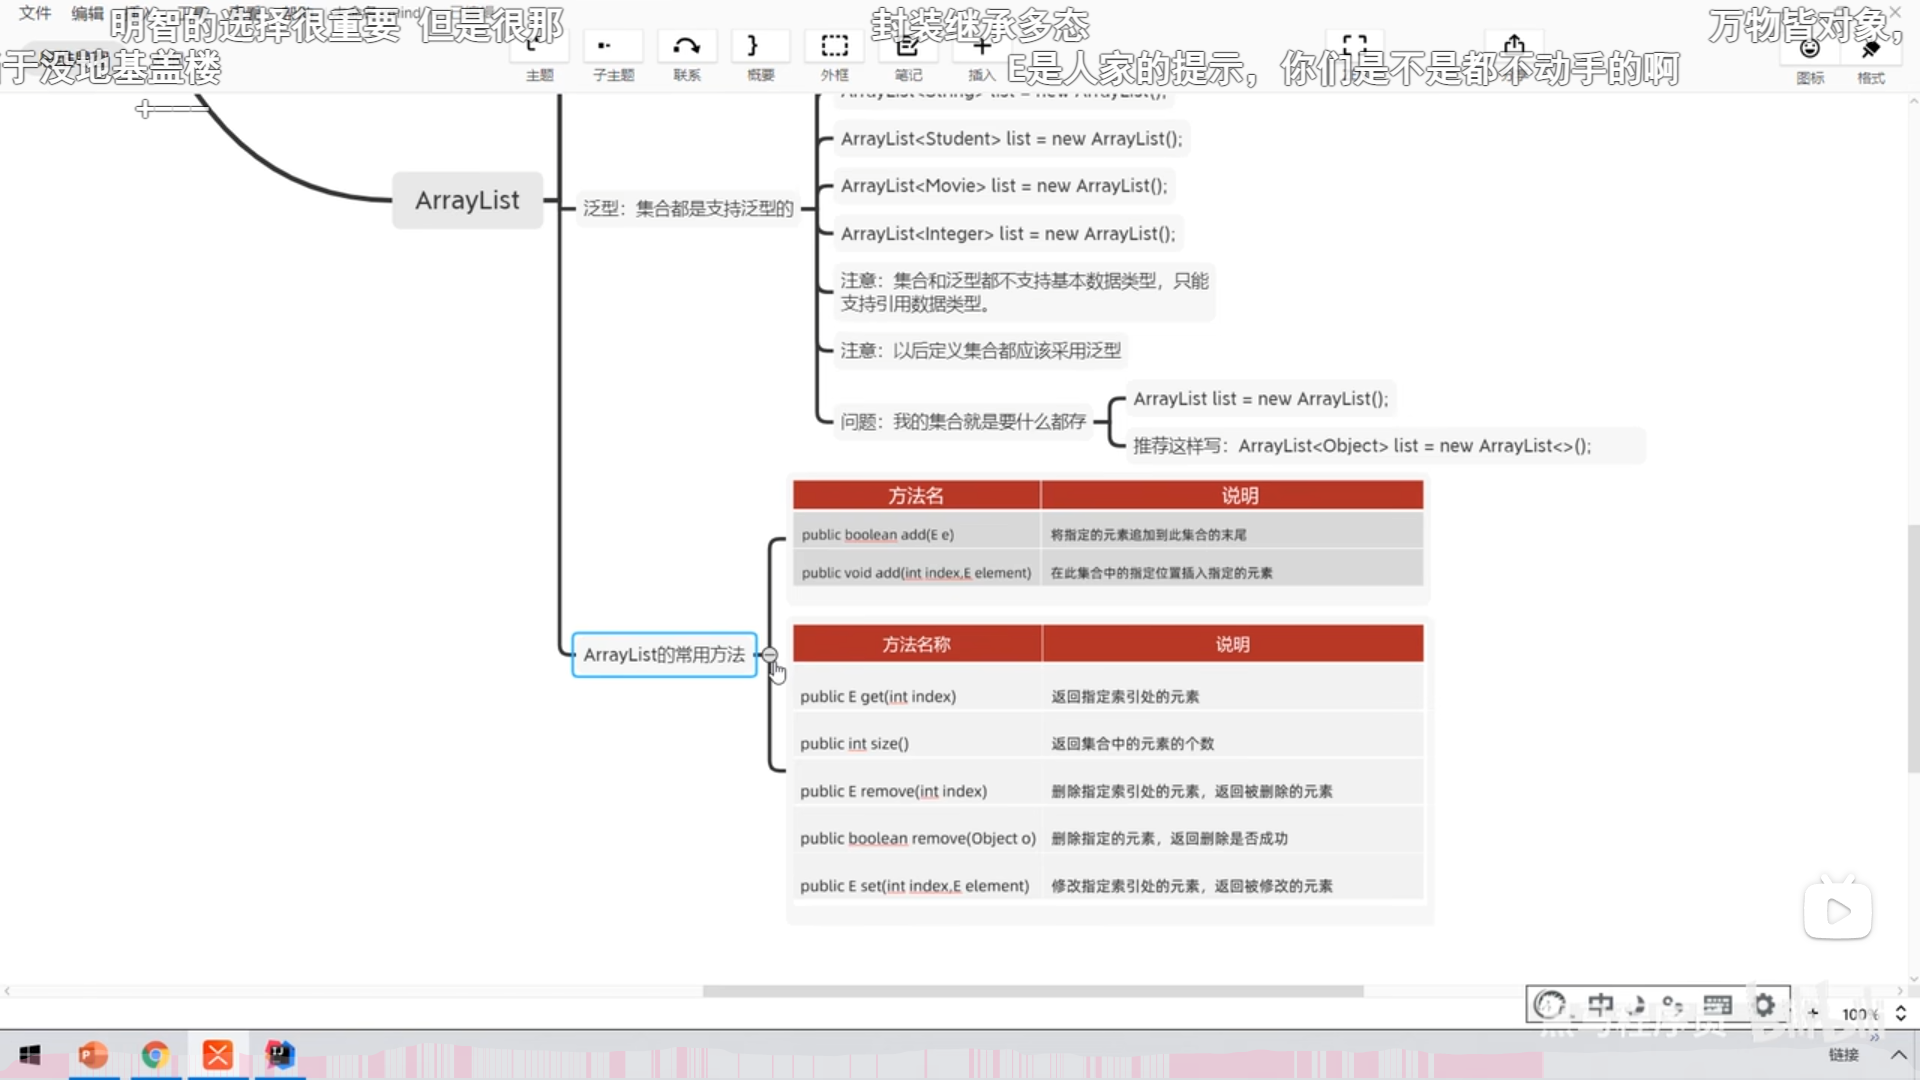 文件 编辑
明智的选择很重要 但是很那
封装继承多态
万物皆对象,
于没地基盖楼
E是人家的提示，你们是不是都不动手的啊
主题 子主题 联系 概要 外框 笔记 插入
图标 格式
+——
ArrayList<String> list = new ArrayList();
ArrayList<Student> list = new ArrayList();
ArrayList<Movie> list = new ArrayList();
ArrayList
泛型：集合都是支持泛型的
ArrayList<Integer> list = new ArrayList();
注意：集合和泛型都不支持基本数据类型，只能
支持引用数据类型。
注意：以后定义集合都应该采用泛型
问题：我的集合就是要什么都存
ArrayList list = new ArrayList();
推荐这样写：ArrayList<Object> list = new ArrayList<>();
方法名 说明
public boolean add(E e) 将指定的元素追加到此集合的末尾
public void add(int index,E element) 在此集合中的指定位置插入指定的元素
ArrayList的常用方法
方法名称 说明
public E get(int index) 返回指定索引处的元素
public int size() 返回集合中的元素的个数
public E remove(int index) 删除指定索引处的元素，返回被删除的元素
public boolean remove(Object o) 删除指定的元素，返回删除是否成功
public E set(int index,E element) 修改指定索引处的元素，返回被修改的元素
中
100%
链接